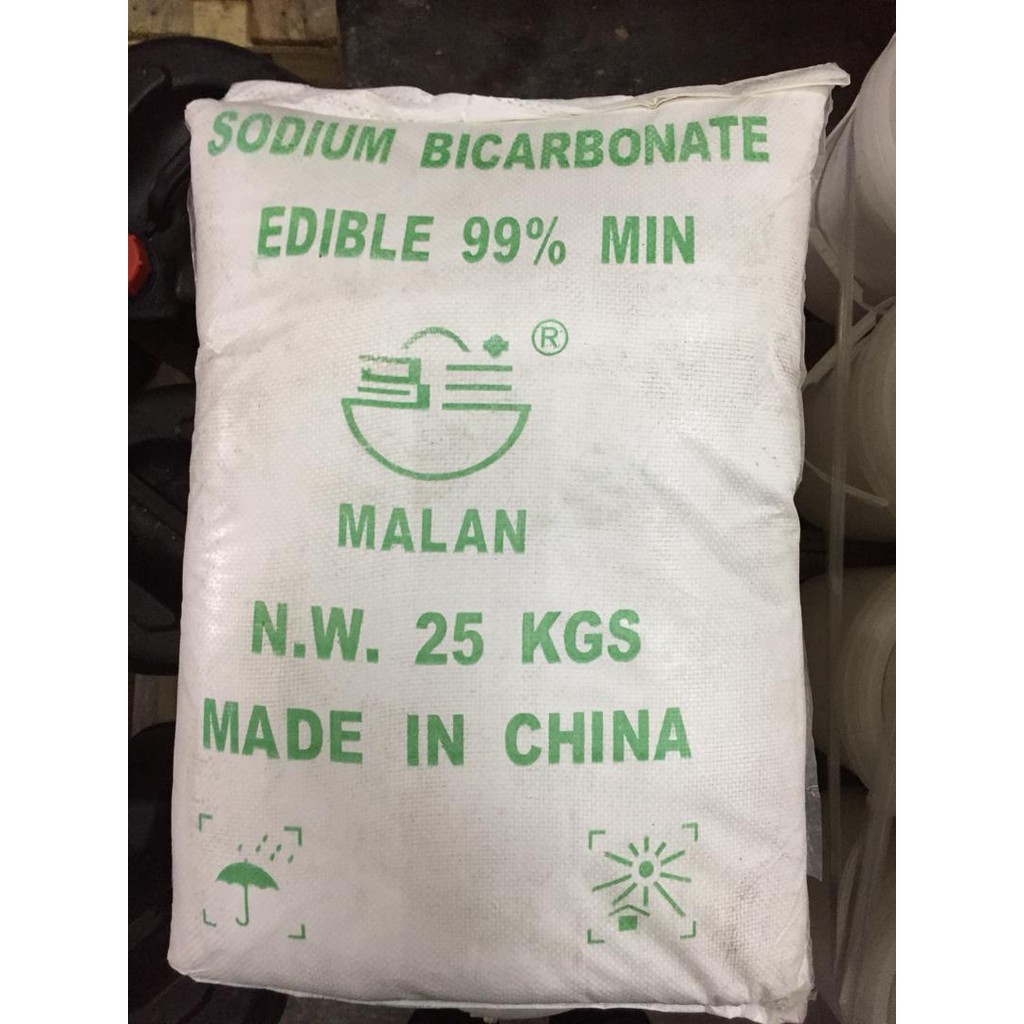 SODIUM BICARBONATE
EDIBLE 99% MIN
®
MALAN
N.W. 25 KGS
MADE IN CHINA